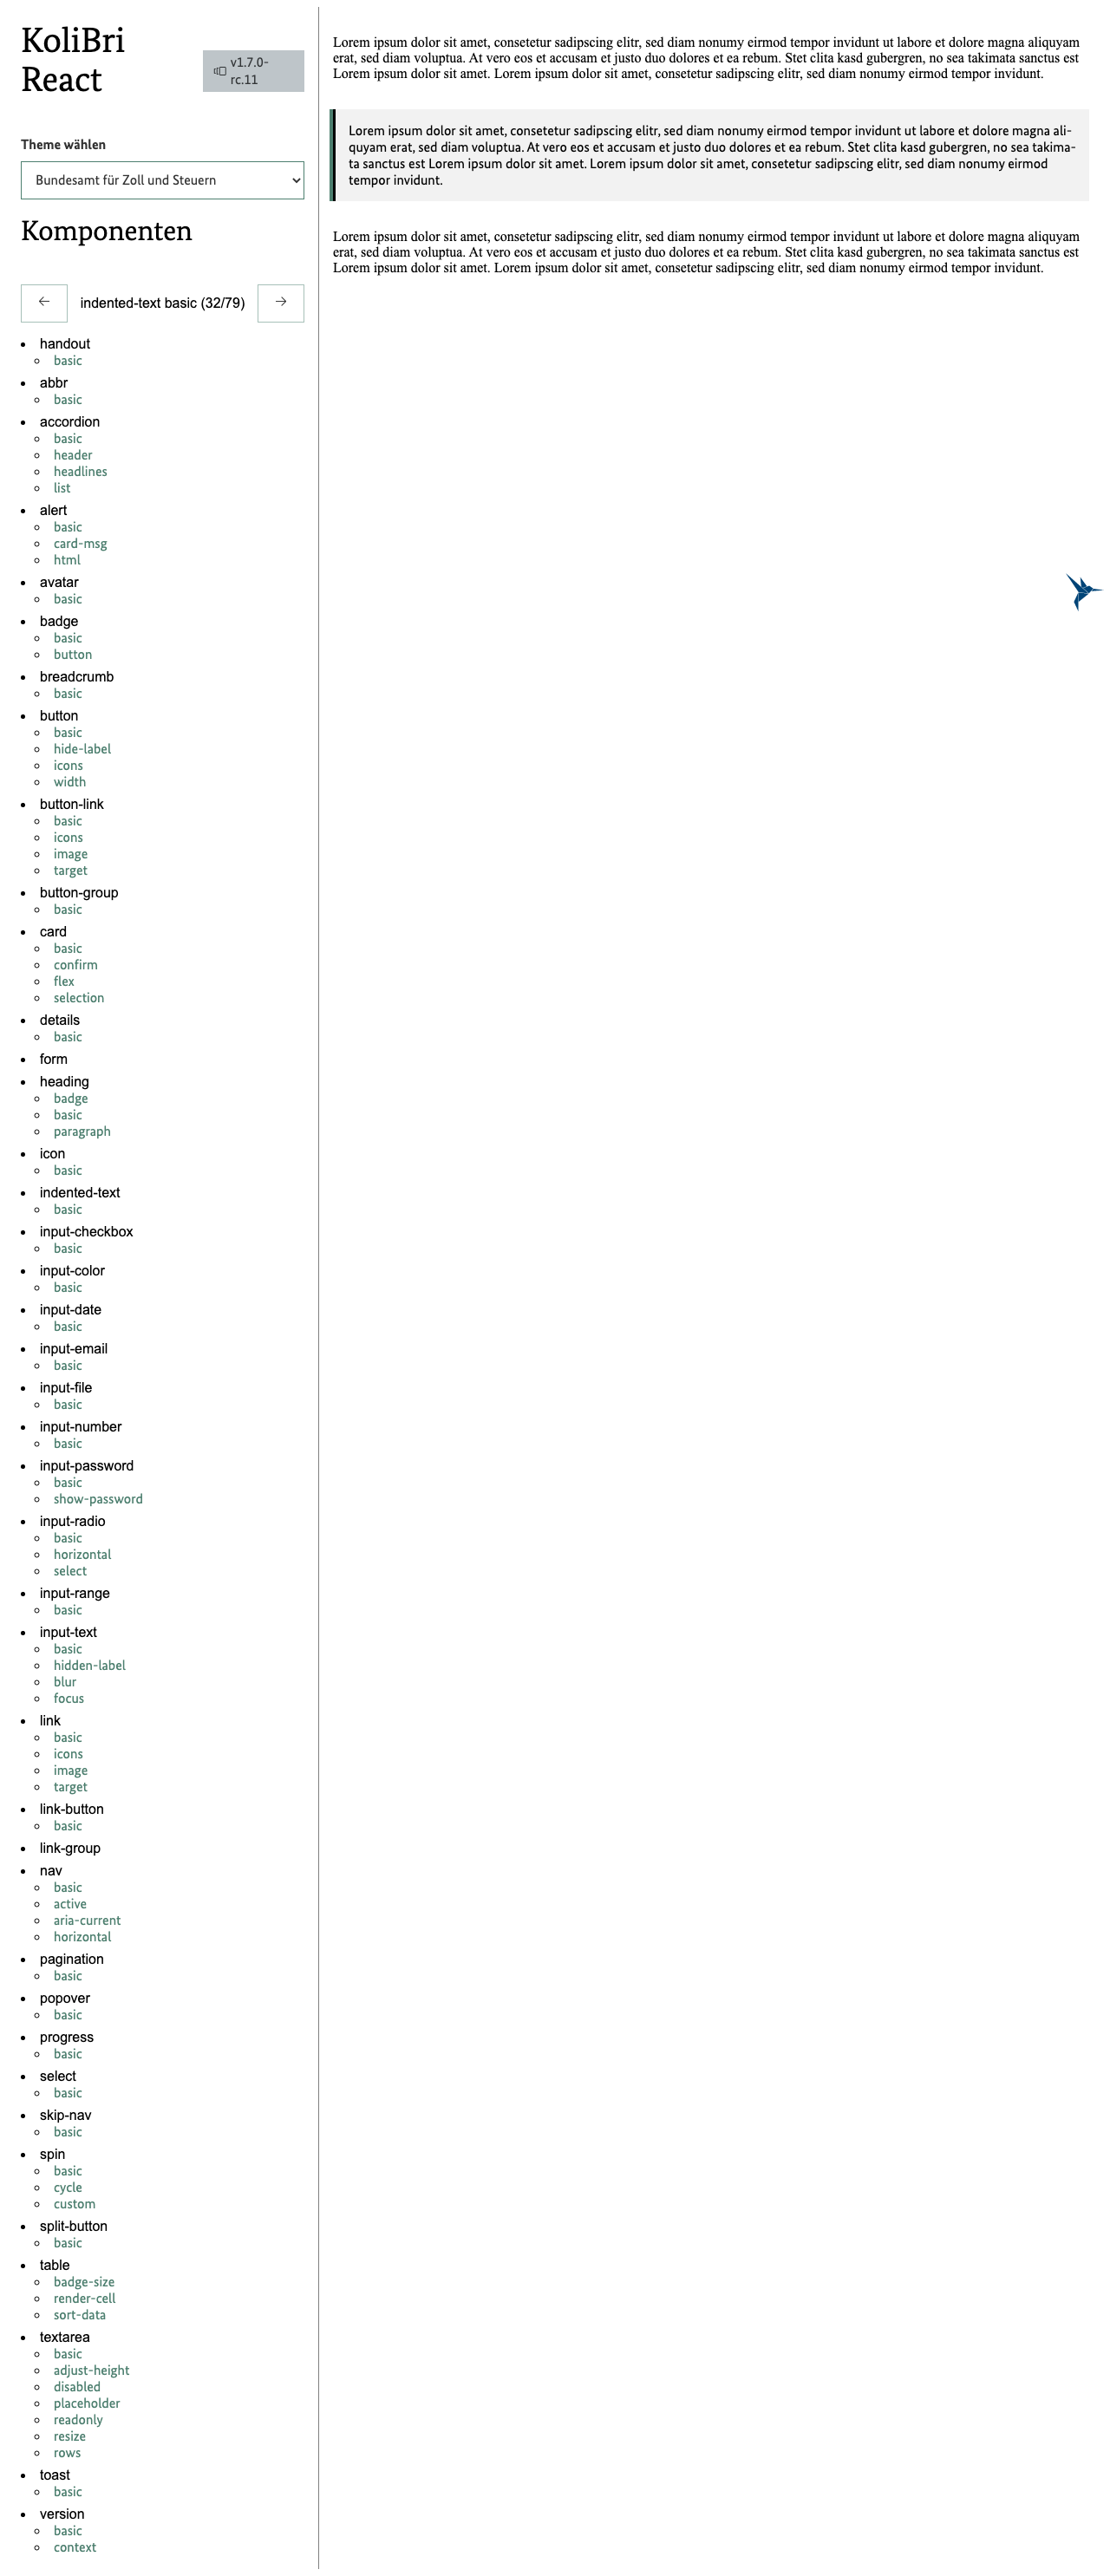 KoliBri
React
v1.7.0-
rc.11
Theme wählen
Bundesamt für Zoll und Steuern
Komponenten
← indented-text basic (32/79) →
handout
basic
abbr
basic
accordion
basic
header
headlines
list
alert
basic
card-msg
html
avatar
basic
badge
basic
button
breadcrumb
basic
button
basic
hide-label
icons
width
button-link
basic
icons
image
target
button-group
basic
card
basic
confirm
flex
selection
details
basic
form
heading
badge
basic
paragraph
icon
basic
indented-text
basic
input-checkbox
basic
input-color
basic
input-date
basic
input-email
basic
input-file
basic
input-number
basic
input-password
basic
show-password
input-radio
basic
horizontal
select
input-range
basic
input-text
basic
hidden-label
blur
focus
link
basic
icons
image
target
link-button
basic
link-group
nav
basic
active
aria-current
horizontal
pagination
basic
popover
basic
progress
basic
select
basic
skip-nav
basic
spin
basic
cycle
custom
split-button
basic
table
badge-size
render-cell
sort-data
textarea
basic
adjust-height
disabled
placeholder
readonly
resize
rows
toast
basic
version
basic
context
Lorem ipsum dolor sit amet, consetetur sadipscing elitr, sed diam nonumy eirmod tempor invidunt ut labore et dolore magna aliquyam
erat, sed diam voluptua. At vero eos et accusam et justo duo dolores et ea rebum. Stet clita kasd gubergren, no sea takimata sanctus est
Lorem ipsum dolor sit amet. Lorem ipsum dolor sit amet, consetetur sadipscing elitr, sed diam nonumy eirmod tempor invidunt.
Lorem ipsum dolor sit amet, consetetur sadipscing elitr, sed diam nonumy eirmod tempor invidunt ut labore et dolore magna ali-
quyam erat, sed diam voluptua. At vero eos et accusam et justo duo dolores et ea rebum. Stet clita kasd gubergren, no sea takima-
ta sanctus est Lorem ipsum dolor sit amet. Lorem ipsum dolor sit amet, consetetur sadipscing elitr, sed diam nonumy eirmod
tempor invidunt.
Lorem ipsum dolor sit amet, consetetur sadipscing elitr, sed diam nonumy eirmod tempor invidunt ut labore et dolore magna aliquyam
erat, sed diam voluptua. At vero eos et accusam et justo duo dolores et ea rebum. Stet clita kasd gubergren, no sea takimata sanctus est
Lorem ipsum dolor sit amet. Lorem ipsum dolor sit amet, consetetur sadipscing elitr, sed diam nonumy eirmod tempor invidunt.